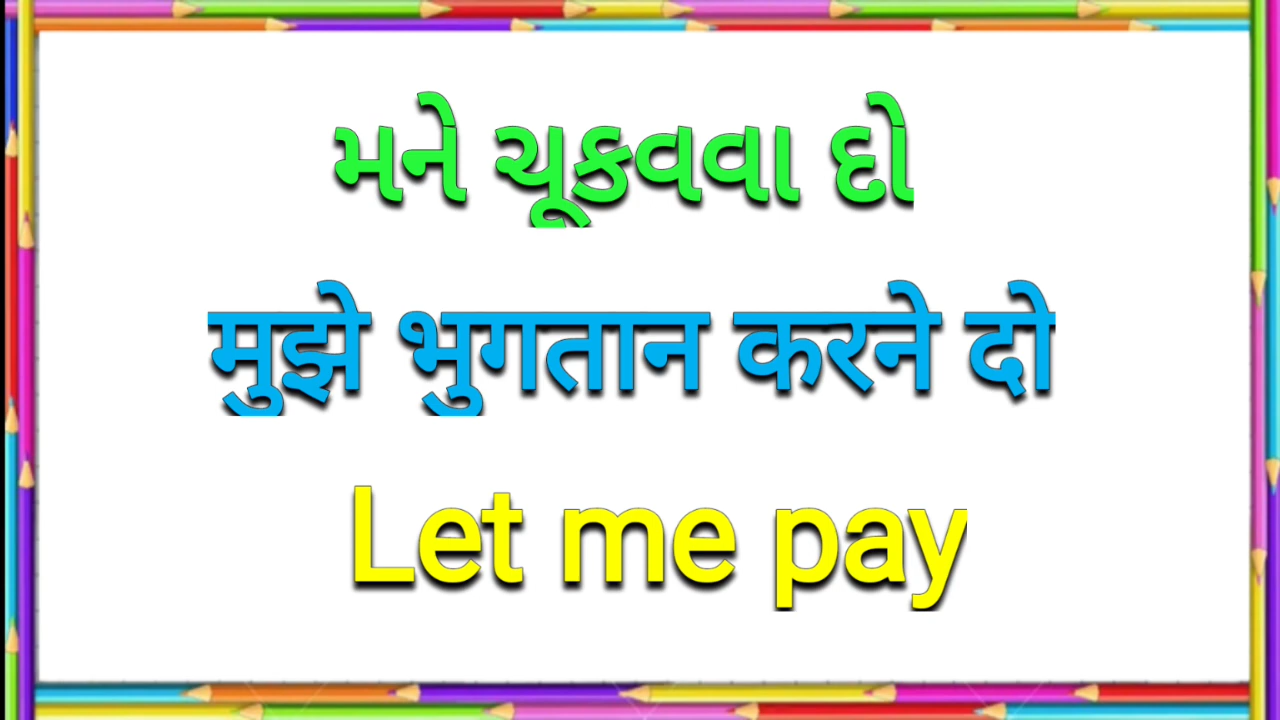 મને ચૂકવવા દો
मुझे भुगतान करने दो
Let me pay